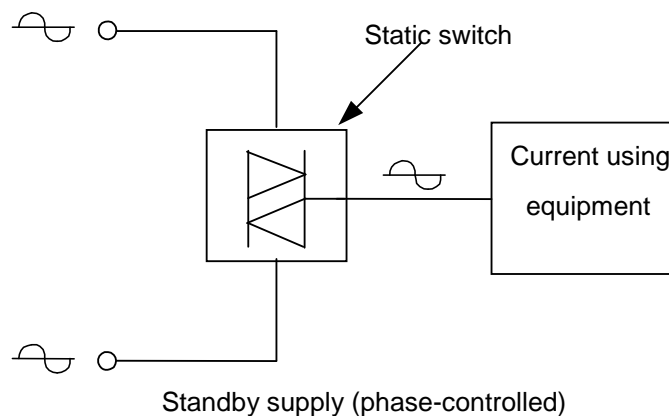 Static switch
Current using
equipment
Standby supply (phase-controlled)